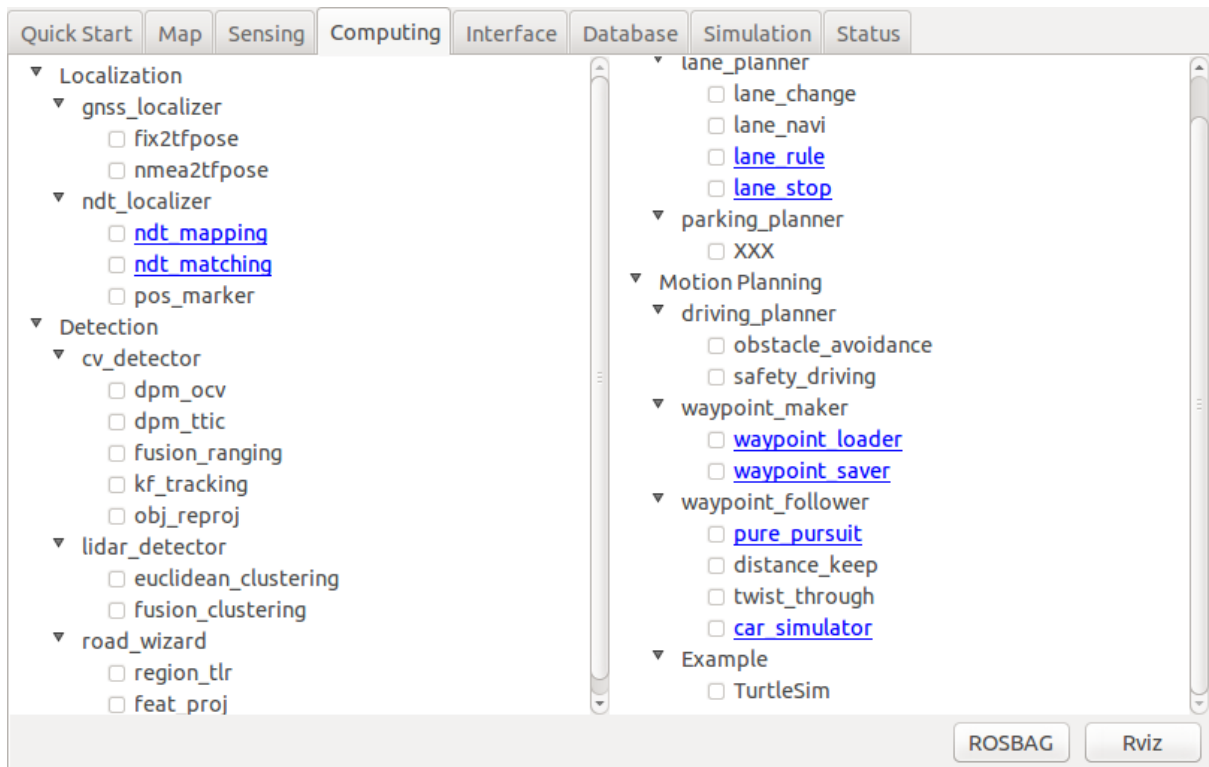 Quick Start Map Sensing Computing Interface Database Simulation Status
Localization
gnss_localizer
fix2tfpose
nmea2tfpose
ndt_localizer
ndt_mapping
ndt_matching
pos_marker
Detection
cv_detector
dpm_ocv
dpm_ttic
fusion_ranging
kf_tracking
obj_reproj
lidar_detector
euclidean_clustering
fusion_clustering
road_wizard
region_tlr
feat_proj
lane_planner
lane_change
lane_navi
lane_rule
lane_stop
parking_planner
XXX
Motion Planning
driving_planner
obstacle_avoidance
safety_driving
waypoint_maker
waypoint_loader
waypoint_saver
waypoint_follower
pure_pursuit
distance_keep
twist_through
car_simulator
Example
TurtleSim
ROSBAG Rviz